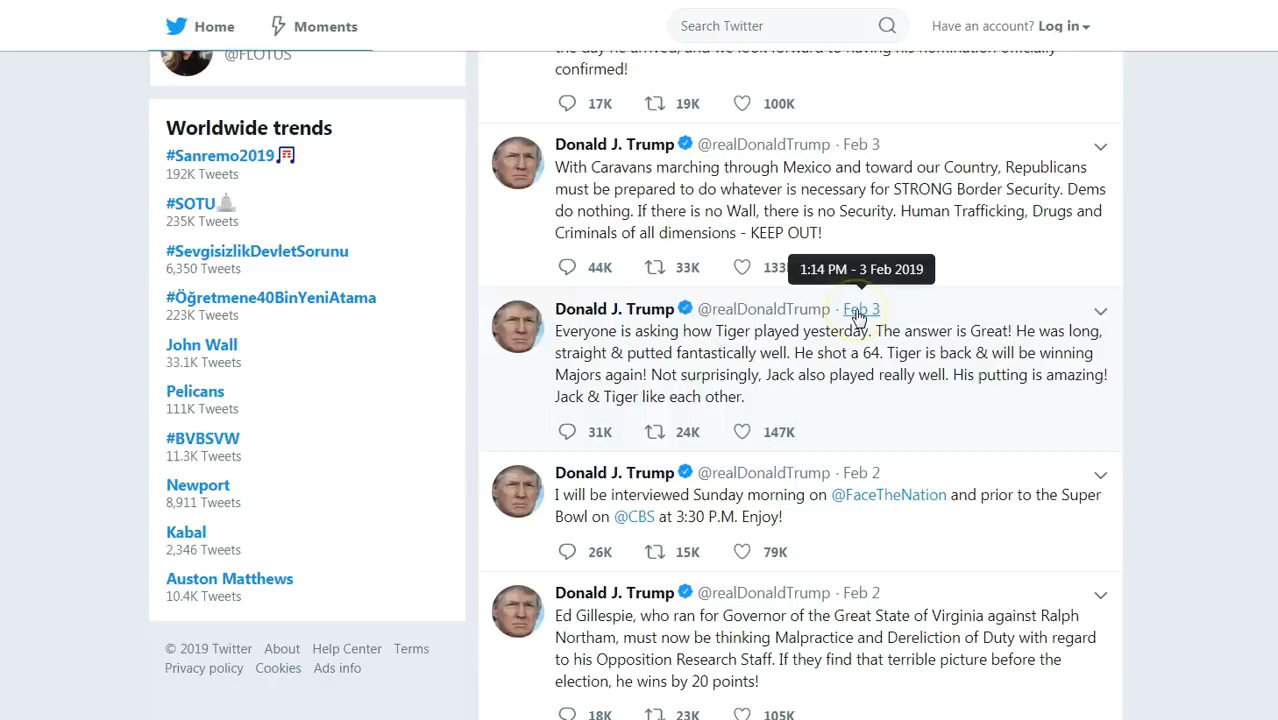 Home
Moments
Search Twitter
Have an account? Log in
@FLOTUS
Worldwide trends
#Sanremo2019
192K Tweets
#SOTU
235K Tweets
#SevgisizlikDevletSorunu
6,350 Tweets
#Öğretmene40BinYeniAtama
223K Tweets
John Wall
33.1K Tweets
Pelicans
111K Tweets
#BVBSVW
11.3K Tweets
Newport
8,911 Tweets
Kabal
2,346 Tweets
Auston Matthews
10.4K Tweets
© 2019 Twitter About Help Center Terms
Privacy policy Cookies Ads info
the day he arrived, and we look forward to having his nomination officially
confirmed!
17K 19K 100K
Donald J. Trump @realDonaldTrump · Feb 3
With Caravans marching through Mexico and toward our Country, Republicans
must be prepared to do whatever is necessary for STRONG Border Security. Dems
do nothing. If there is no Wall, there is no Security. Human Trafficking, Drugs and
Criminals of all dimensions - KEEP OUT!
44K 33K 133
1:14 PM - 3 Feb 2019
Donald J. Trump @realDonaldTrump · Feb 3
Everyone is asking how Tiger played yesterday. The answer is Great! He was long,
straight & putted fantastically well. He shot a 64. Tiger is back & will be winning
Majors again! Not surprisingly, Jack also played really well. His putting is amazing!
Jack & Tiger like each other.
31K 24K 147K
Donald J. Trump @realDonaldTrump · Feb 2
I will be interviewed Sunday morning on @FaceTheNation and prior to the Super
Bowl on @CBS at 3:30 P.M. Enjoy!
26K 15K 79K
Donald J. Trump @realDonaldTrump · Feb 2
Ed Gillespie, who ran for Governor of the Great State of Virginia against Ralph
Northam, must now be thinking Malpractice and Dereliction of Duty with regard
to his Opposition Research Staff. If they find that terrible picture before the
election, he wins by 20 points!
18K 23K 105K